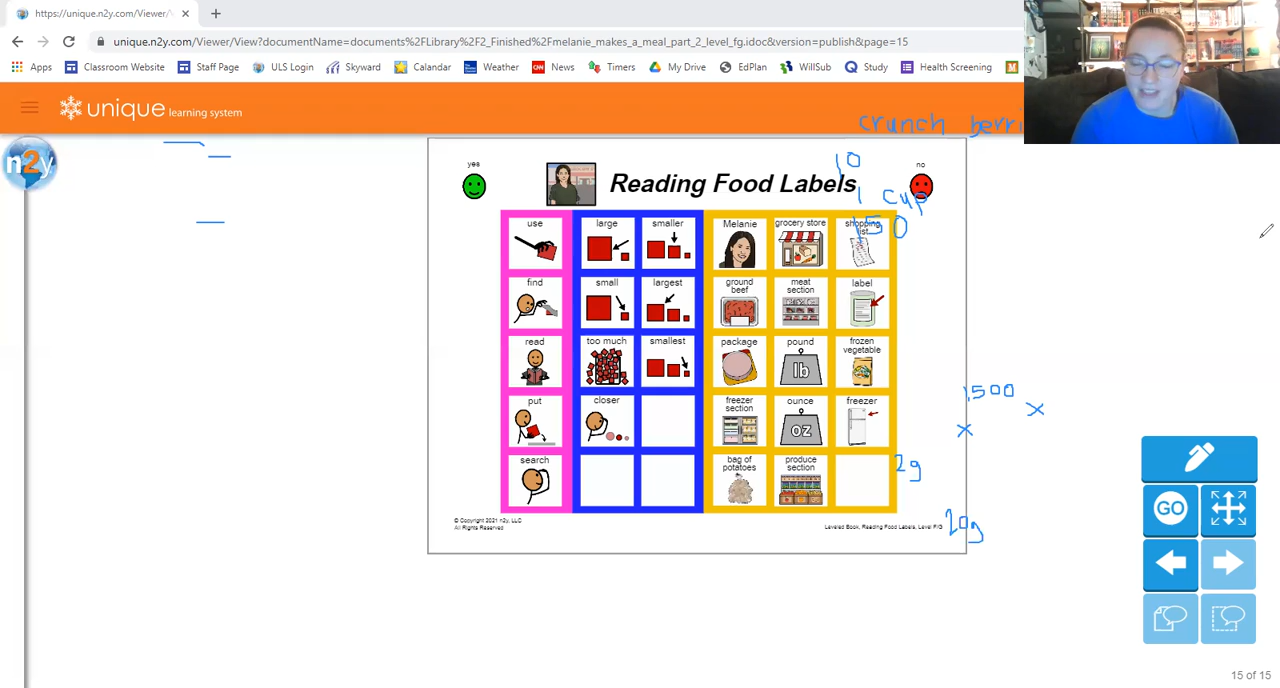 https://unique.n2y.com/Viewer/V
unique.n2y.com/Viewer/View?documentName=documents%2FLibrary%2F2_Finished%2Fmelanie_makes_a_meal_part_2_level_fg.idoc&version=publish&page=15
Apps Classroom Website Staff Page ULS Login Skyward Calendar Weather News Timers My Drive EdPlan WillSub Study Health Screening
unique learning system
crunch berri
n2y
yes
no
Reading Food Labels
10
1 cup
150
use large smaller Melanie grocery store shopping list
find small largest ground beef meat section label
read too much smallest package pound frozen vegetable
lb
put closer freezer section ounce freezer
oz
search bag of potatoes produce section
1500
x x
2g
20g
© Copyright 2021 n2y, LLC
All Rights Reserved
Leveled Book, Reading Food Labels, Level F/G
GO
15 of 15